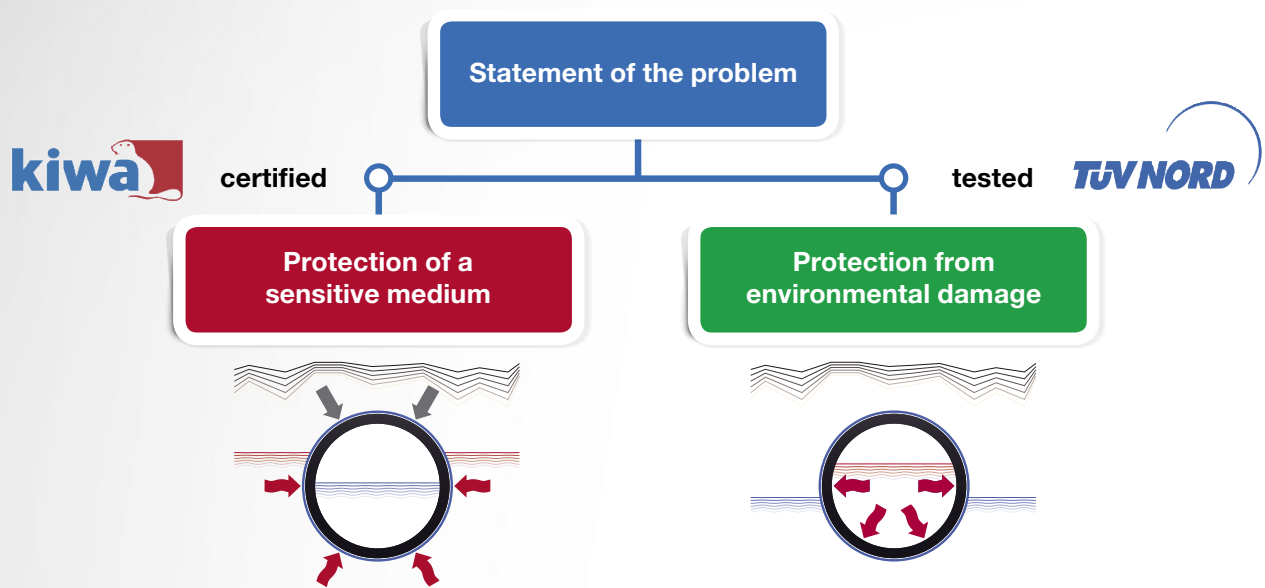 Statement of the problem
kiwa
certified
tested
TÜV NORD
Protection of a
sensitive medium
Protection from
environmental damage